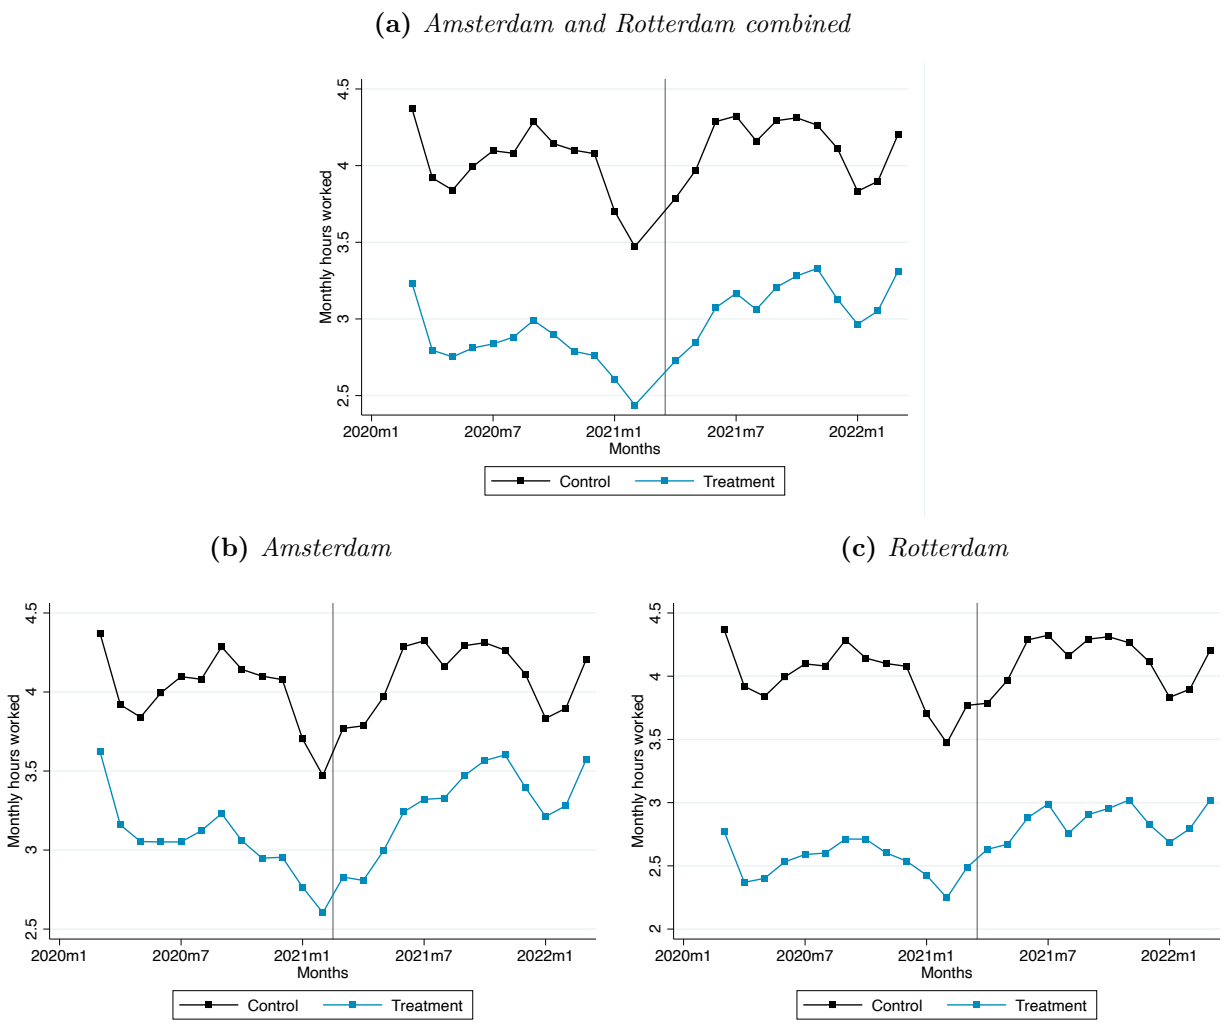 (a) Amsterdam and Rotterdam combined
Monthly hours worked
4.5
4
3.5
3
2.5
2020m1 2020m7 2021m1 2021m7 2022m1
Months
Control Treatment
(b) Amsterdam
Monthly hours worked
4.5
4
3.5
3
2.5
2020m1 2020m7 2021m1 2021m7 2022m1
Months
Control Treatment
(c) Rotterdam
Monthly hours worked
4.5
4
3.5
3
2.5
2
2020m1 2020m7 2021m1 2021m7 2022m1
Months
Control Treatment